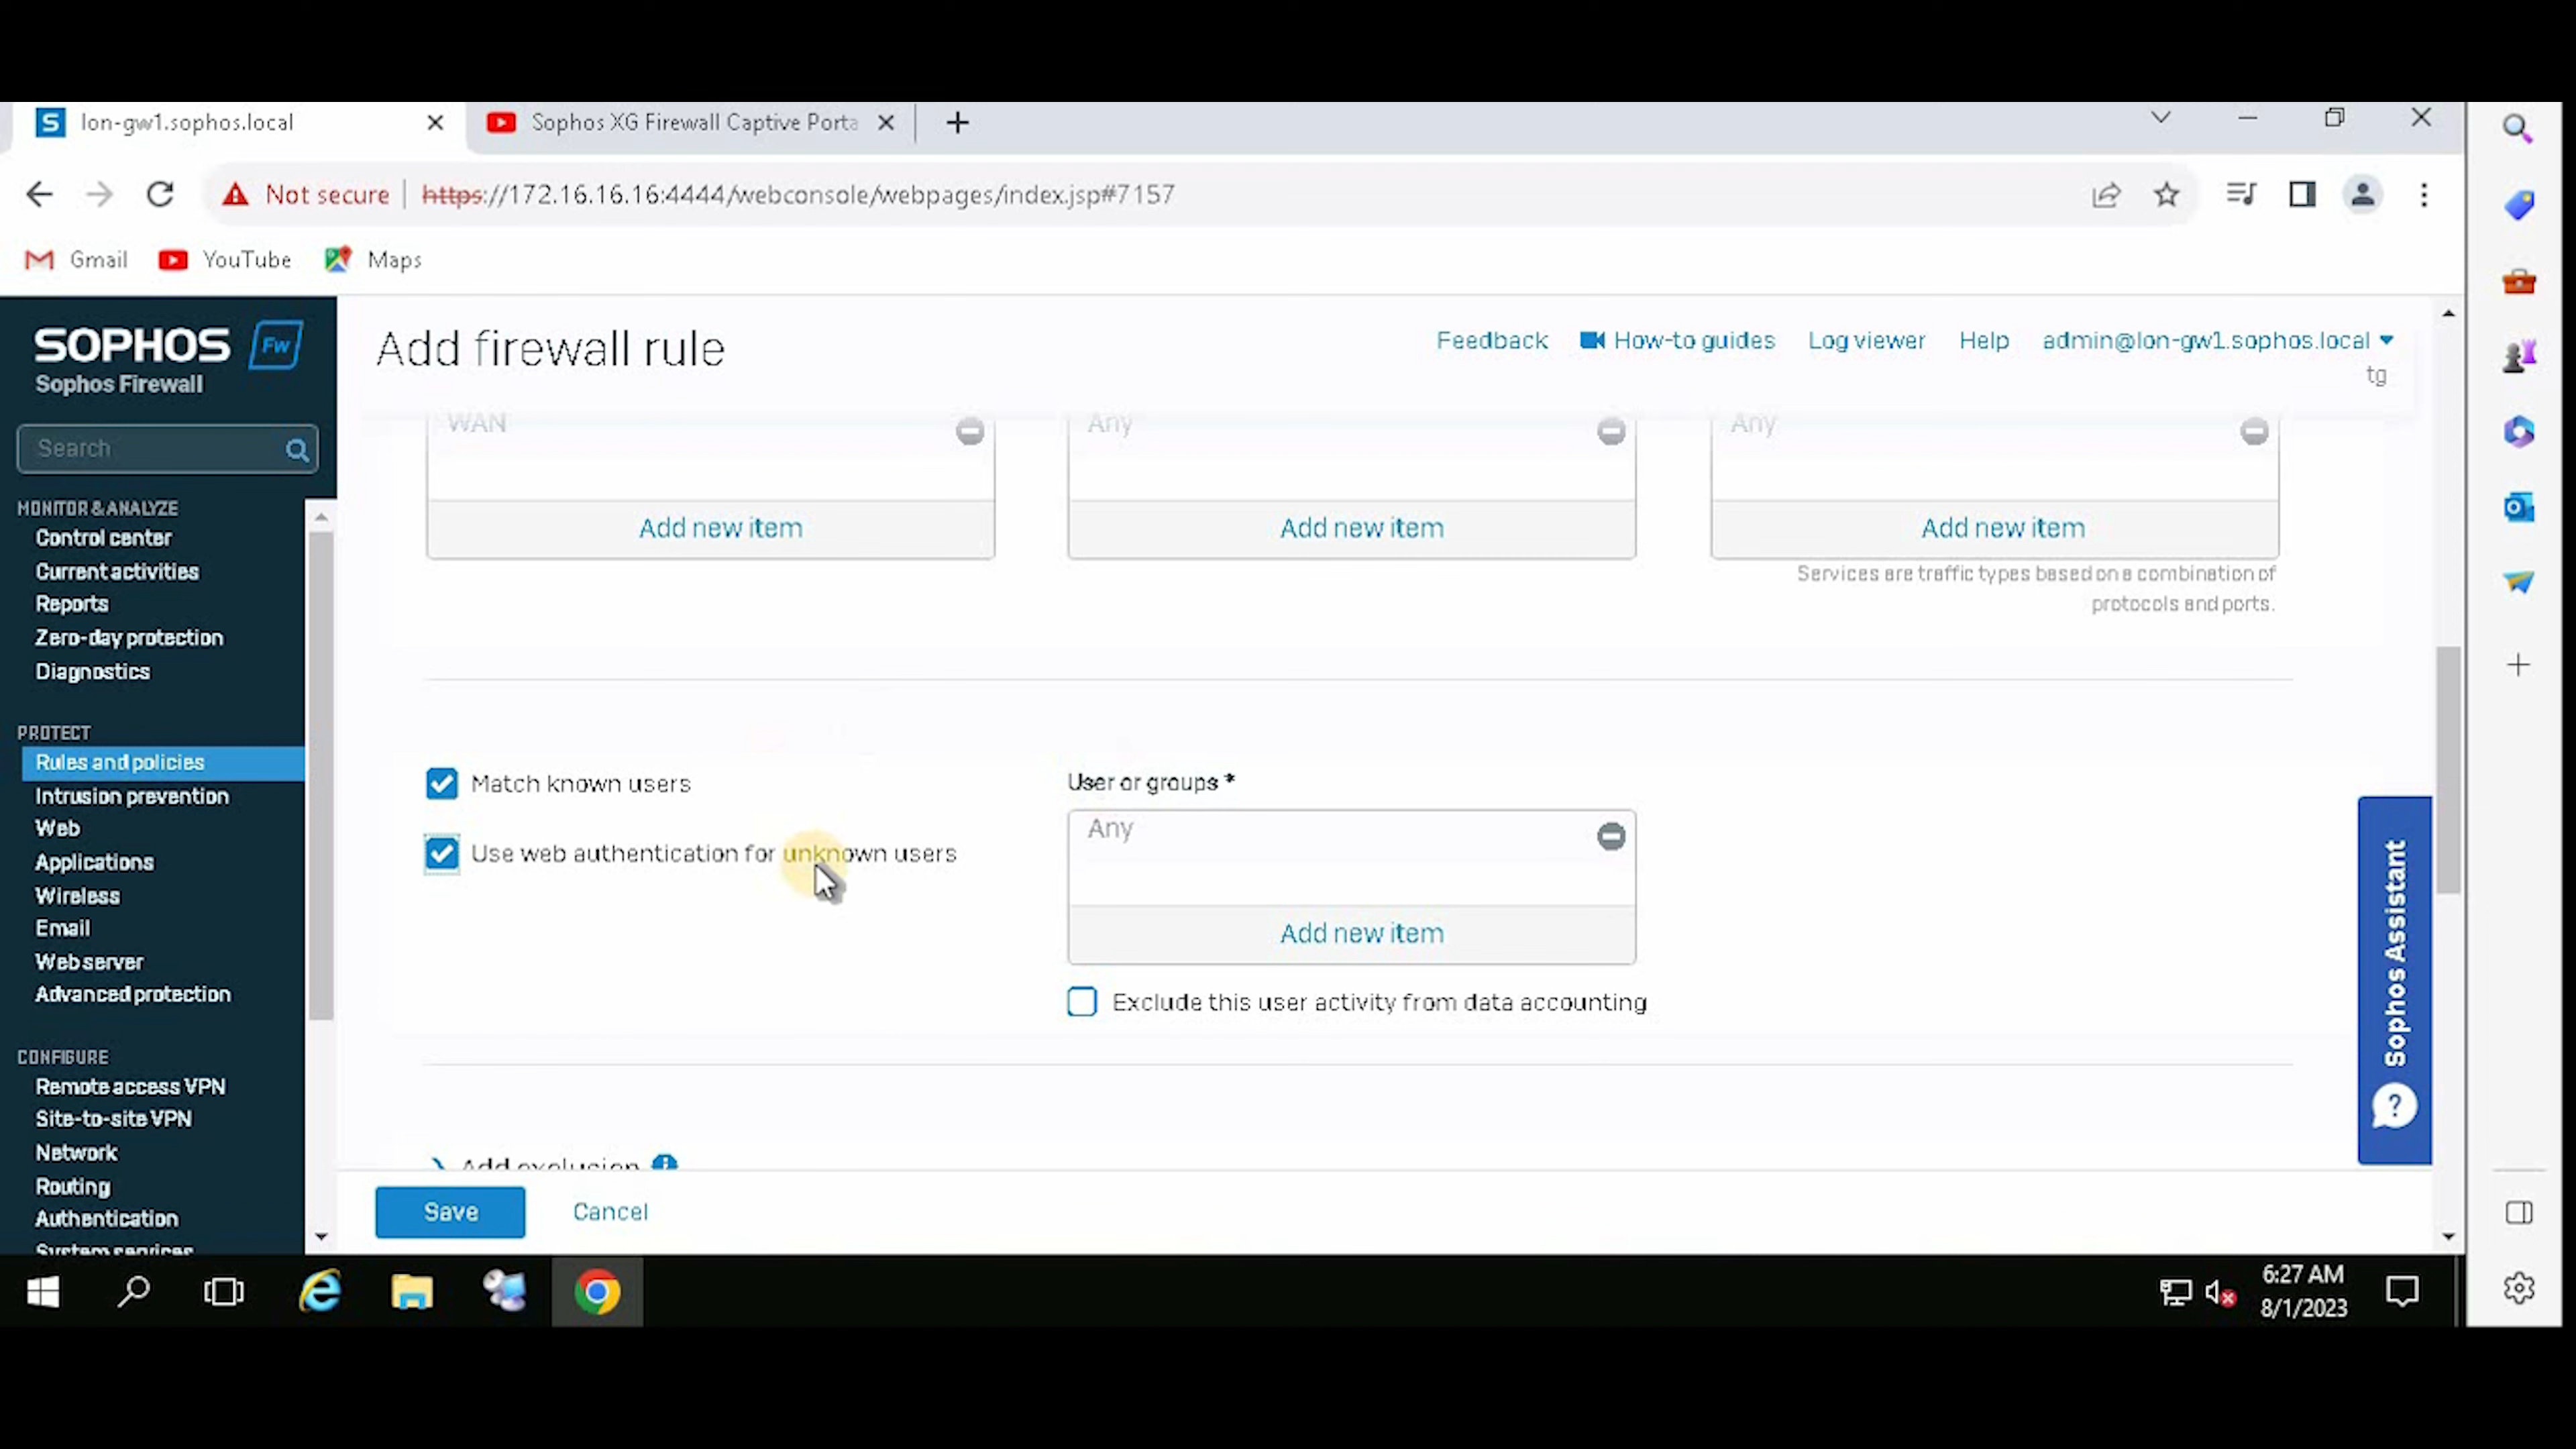 lon-gw1.sophos.local
Sophos XG Firewall Captive Porta
Not secure
https://172.16.16.16:4444/webconsole/webpages/index.jsp#7157
Gmail
YouTube
Maps
SOPHOS
Fw
Sophos Firewall
Add firewall rule
Feedback
How-to guides
Log viewer
Help
admin@lon-gw1.sophos.local
tg
Search
MONITOR & ANALYZE
Control center
Current activities
Reports
Zero-day protection
Diagnostics
PROTECT
Rules and policies
Intrusion prevention
Web
Applications
Wireless
Email
Web server
Advanced protection
CONFIGURE
Remote access VPN
Site-to-site VPN
Network
Routing
Authentication
System services
WAN
Any
Any
Add new item
Add new item
Add new item
Services are traffic types based on a combination of
protocols and ports.
Match known users
Use web authentication for unknown users
User or groups *
Any
Add new item
Exclude this user activity from data accounting
Add exclusion
Save
Cancel
Sophos Assistant
6:27 AM
8/1/2023